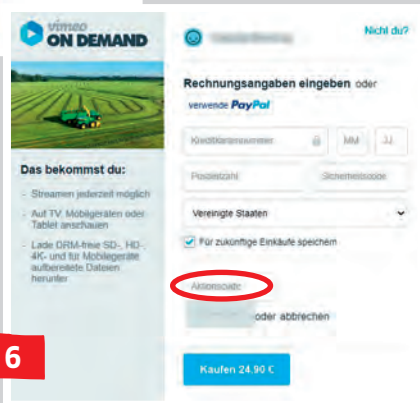 vimeo
ON DEMAND
Nicht du?
Rechnungsangaben eingeben oder
verwende PayPal
Kreditkartennummer MM JJ
Postleitzahl Sicherheitscode
Vereinigte Staaten
Für zukünftige Einkäufe speichern
Aktionscode
oder abbrechen
Kaufen 24.90 €
Das bekommst du:
- Streamen jederzeit möglich
- Auf TV, Mobilgeräten oder
Tablet anschauen
- Lade DRM-freie SD-, HD-,
4K- und für Mobilegeräte
aufbereitete Dateien
herunter
6